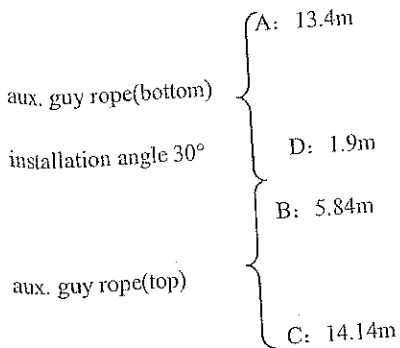 A: 13.4m
aux. guy rope(bottom)
D: 1.9m
installation angle 30°
B: 5.84m
aux. guy rope(top)
C: 14.14m